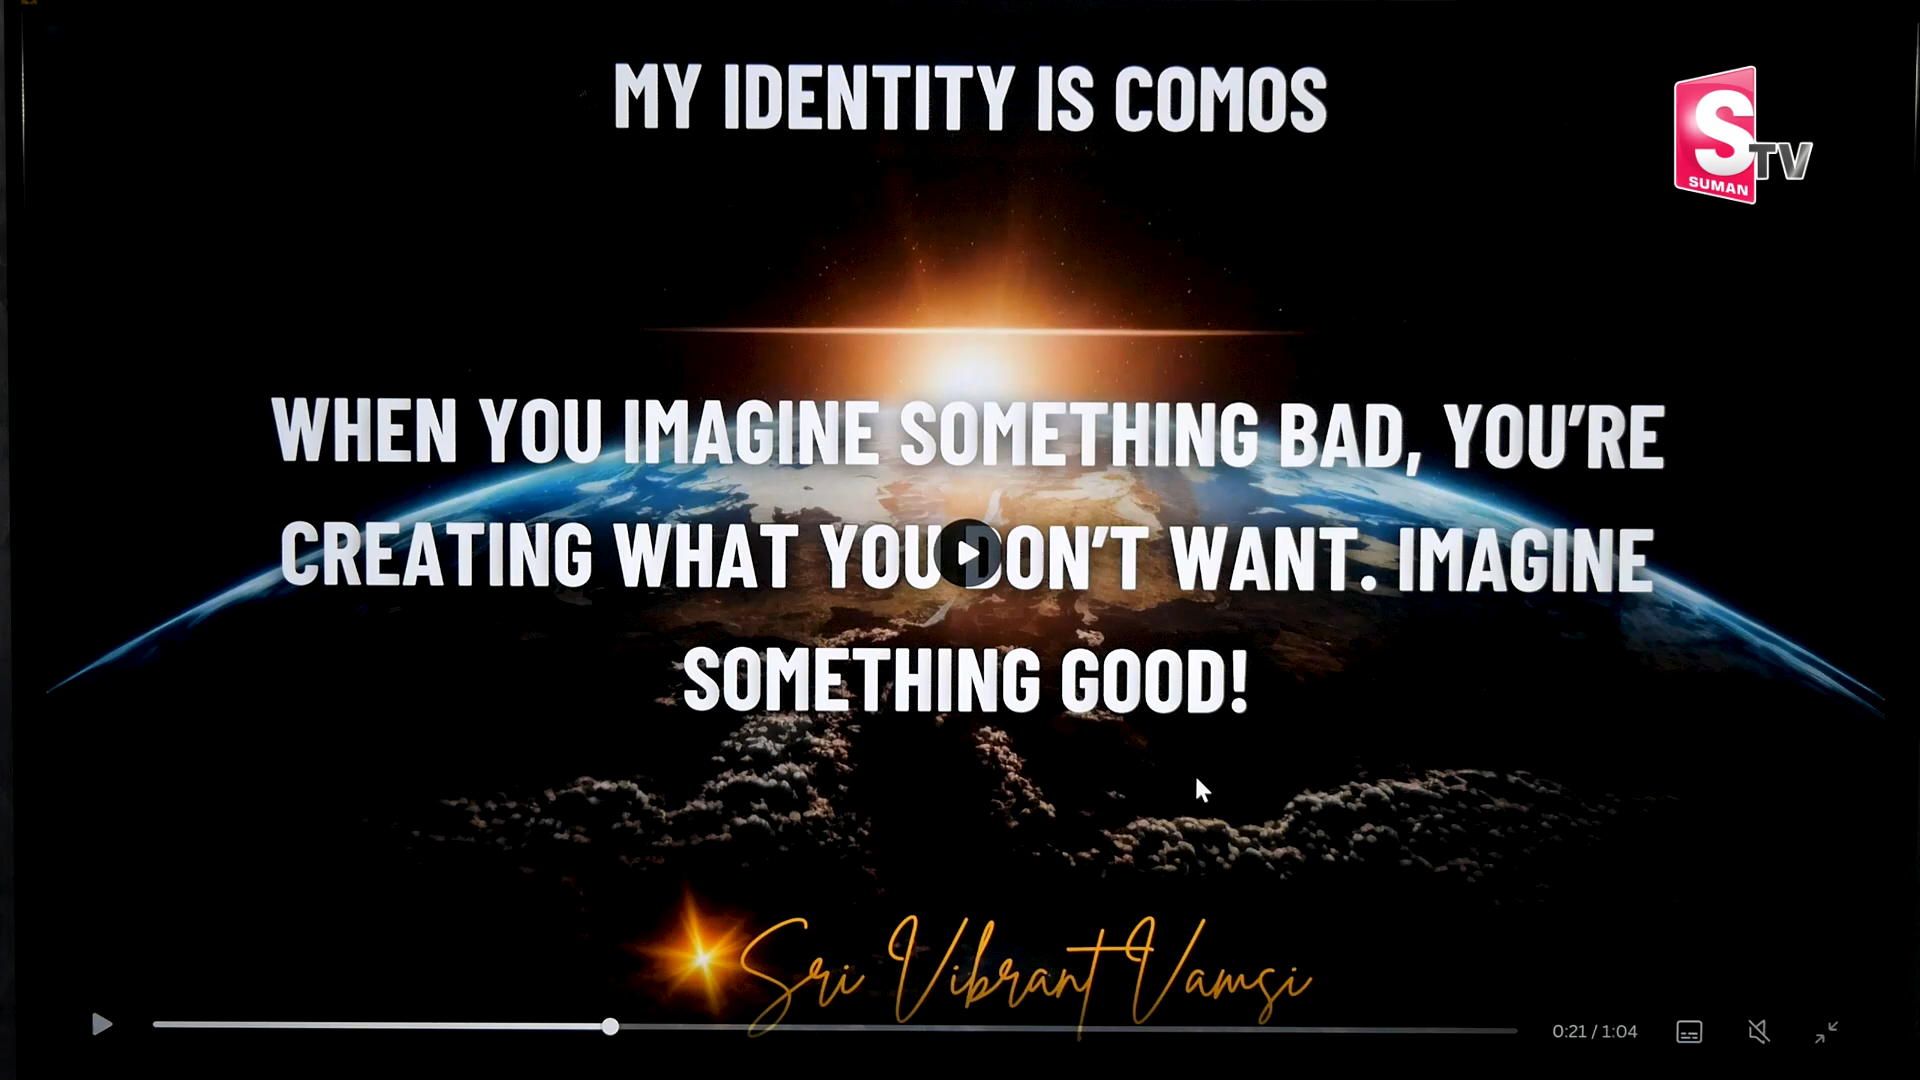 MY IDENTITY IS COMOS
S TV
SUMAN
WHEN YOU IMAGINE SOMETHING BAD, YOU'RE
CREATING WHAT YOU DON'T WANT. IMAGINE
SOMETHING GOOD!
Sri Vibrant Vamsi
0:21 / 1:04